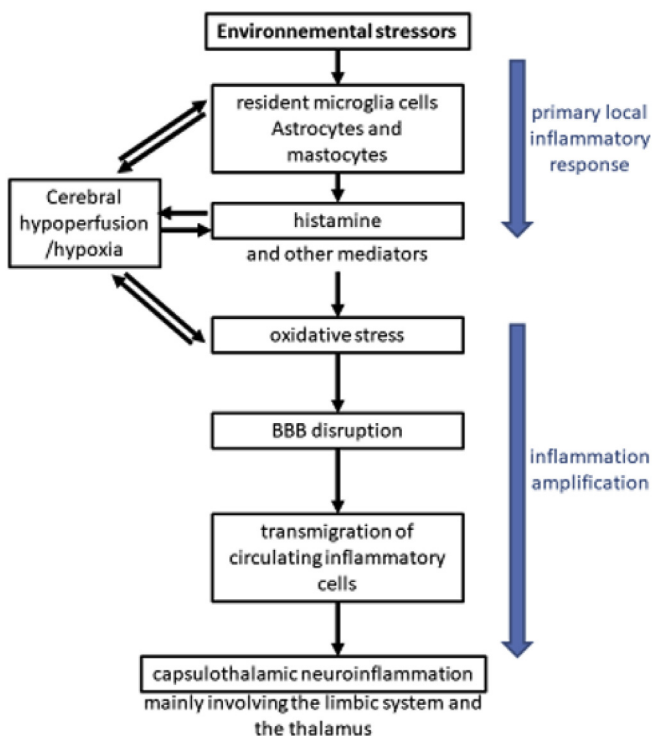 Environnemental stressors
resident microglia cells
Astrocytes and
mastocytes
primary local
inflammatory
response
Cerebral
hypoperfusion
/hypoxia
histamine
and other mediators
oxidative stress
BBB disruption
inflammation
amplification
transmigration of
circulating inflammatory
cells
capsulothalamic neuroinflammation
mainly involving the limbic system and
the thalamus